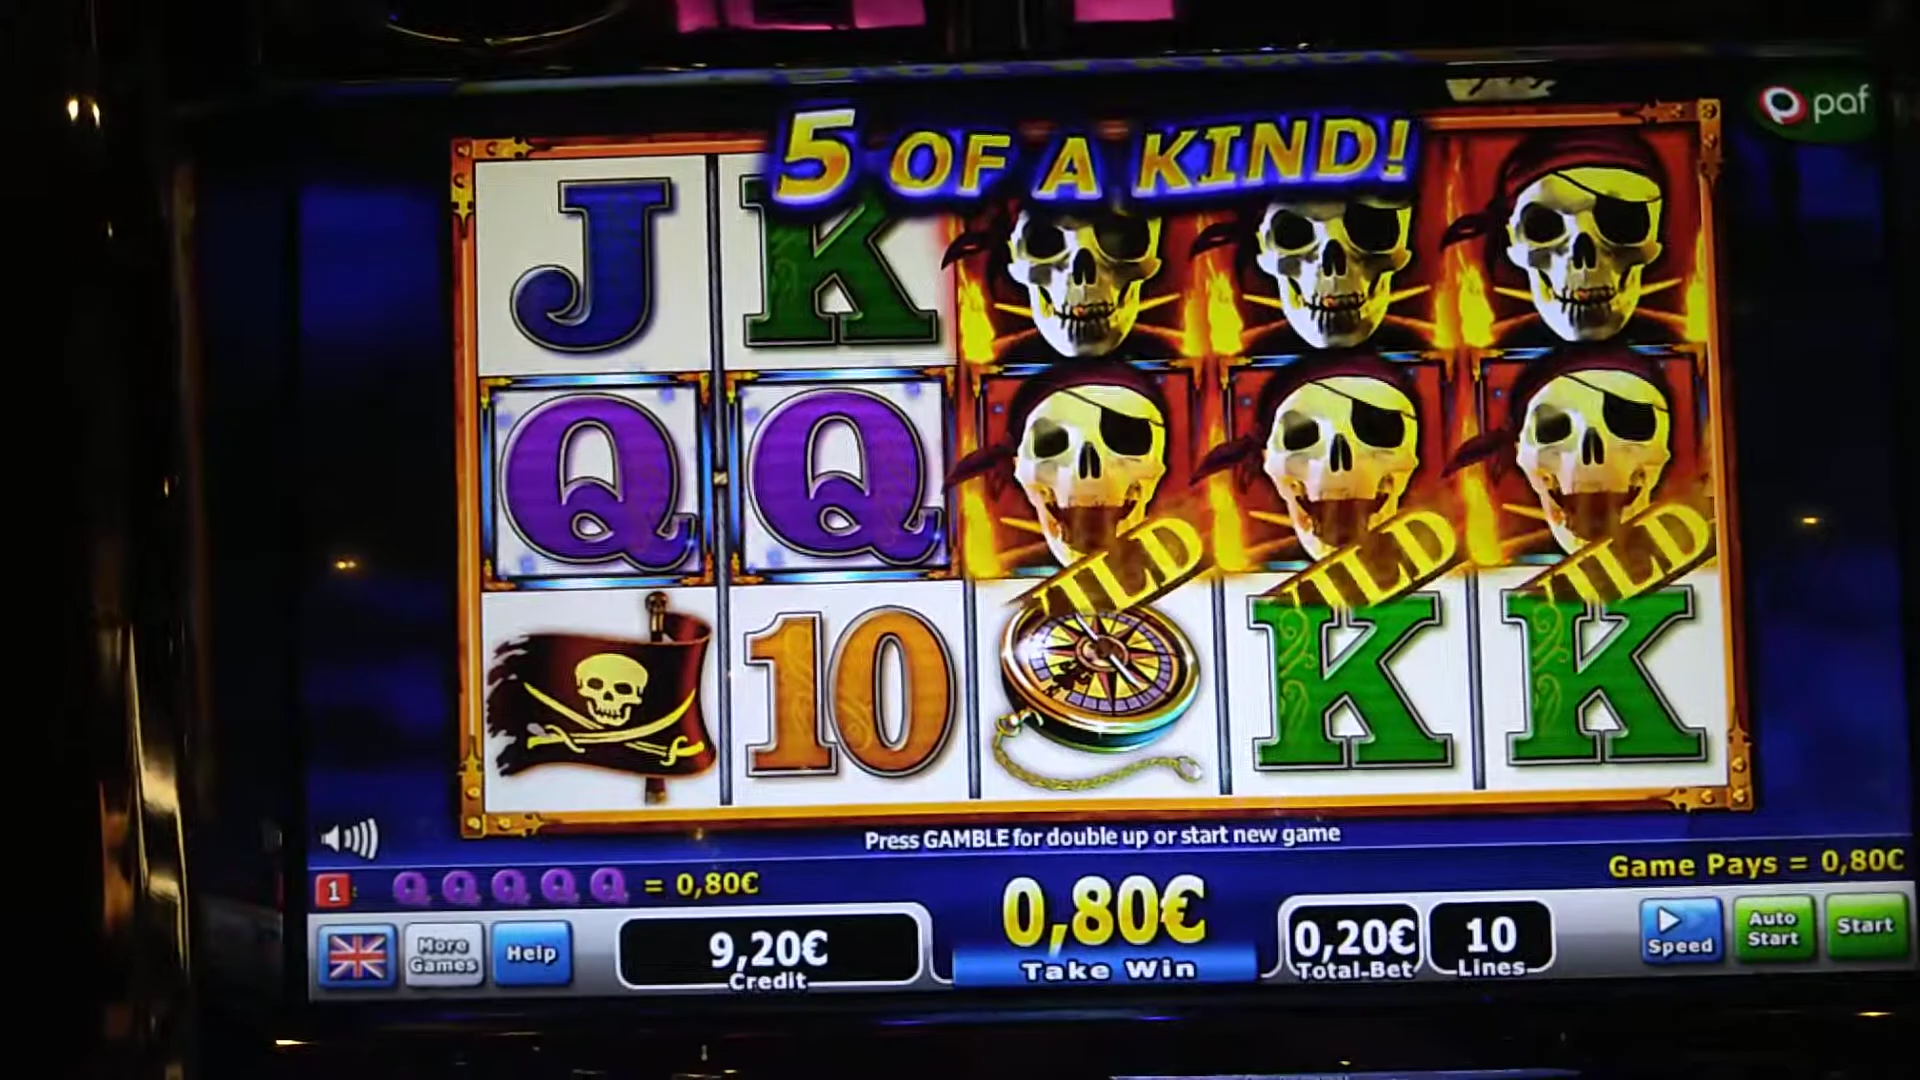 5 OF A KIND!
paf
J K
Q Q
WILD WILD WILD
10 K K
Press GAMBLE for double up or start new game
Game Pays = 0,80€
1: Q Q Q Q Q = 0,80€
0,80€
Take Win
More Games
Help
9,20€
Credit
0,20€
Total Bet
10
Lines
Speed
Auto Start
Start